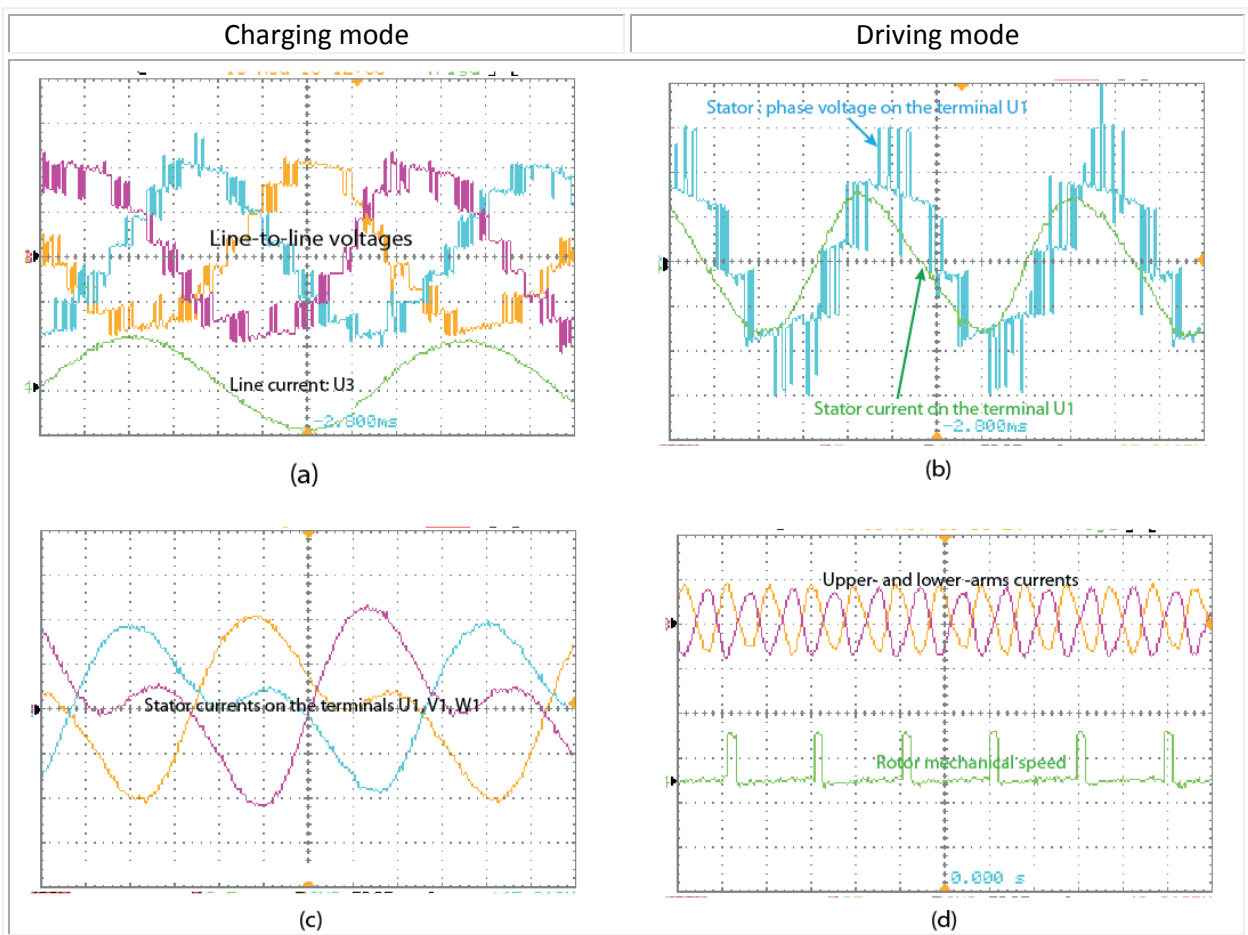 Charging mode
Driving mode
Line-to-line voltages
Line current: U3
-2.800ms
(a)
Stator : phase voltage on the terminal U1
Stator current on the terminal U1
-2.800ms
(b)
Stator currents on the terminals U1, V1, W1
(c)
Upper- and lower -arms currents
Rotor mechanical speed
0.000 s
(d)